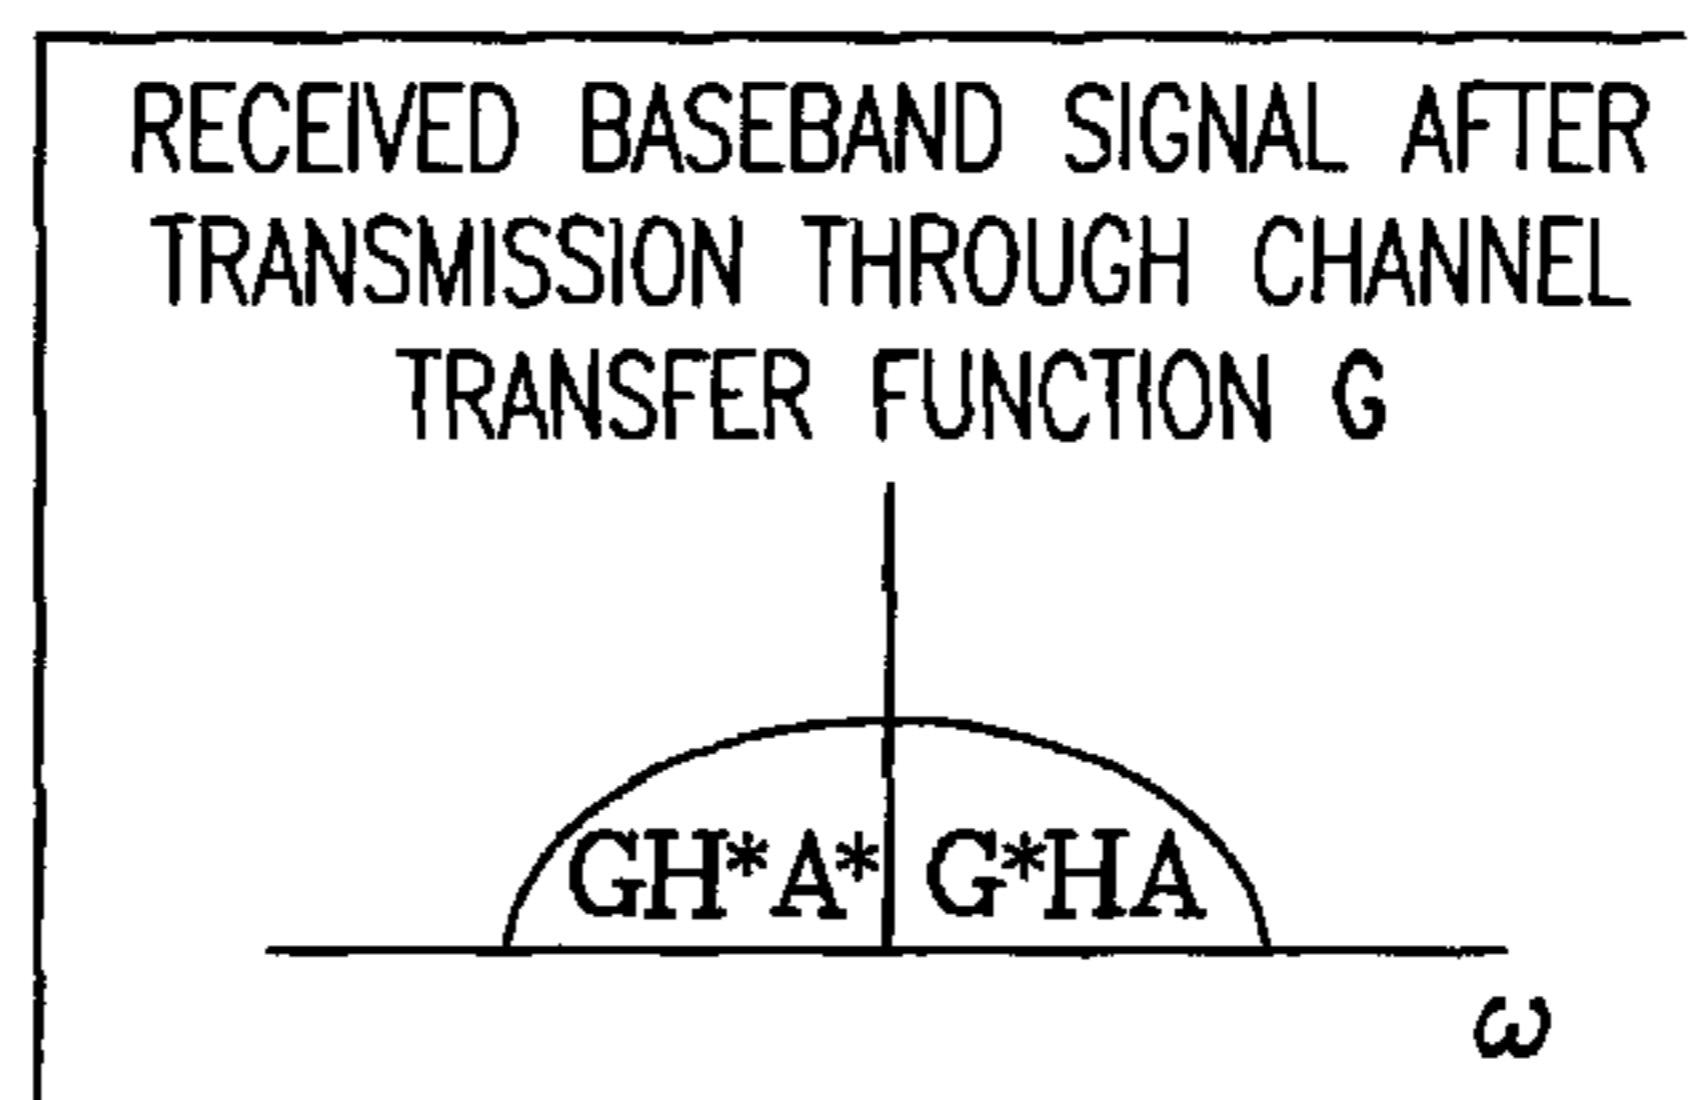 RECEIVED BASEBAND SIGNAL AFTER
TRANSMISSION THROUGH CHANNEL
TRANSFER FUNCTION G
GH*A* G*HA
ω